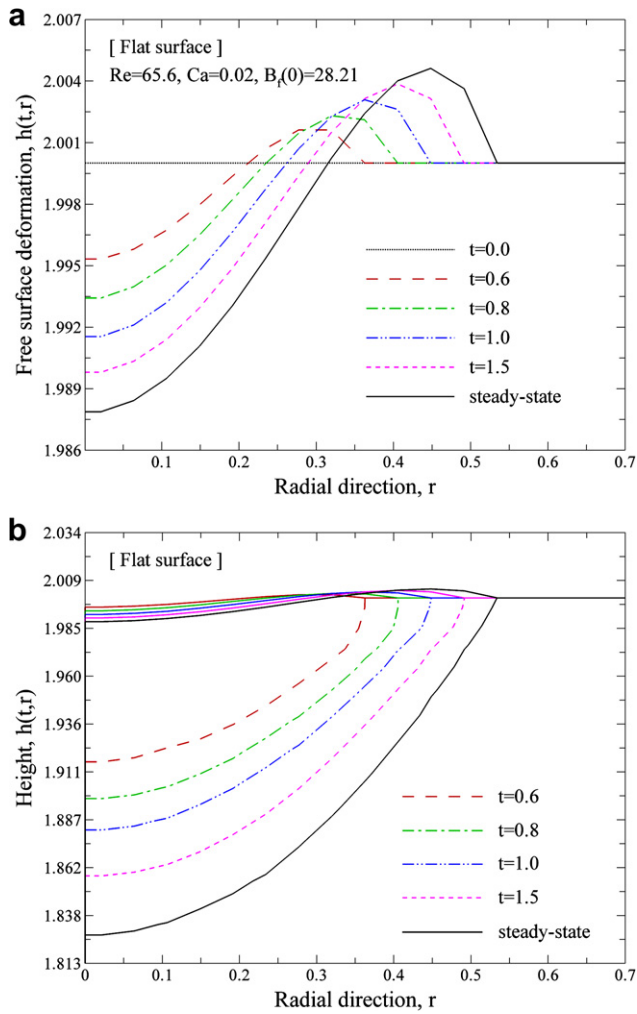 a
2.007
2.004
2.001
1.998
1.995
1.992
1.989
1.986
Free surface deformation, h(t,r)
[ Flat surface ]
Re=65.6, Ca=0.02, Bf(0)=28.21
t=0.0
t=0.6
t=0.8
t=1.0
t=1.5
steady-state
0.1 0.2 0.3 0.4 0.5 0.6 0.7
Radial direction, r
b
2.034
2.009
1.985
1.960
1.936
1.911
1.887
1.862
1.838
1.813
Height, h(t,r)
[ Flat surface ]
t=0.6
t=0.8
t=1.0
t=1.5
steady-state
0 0.1 0.2 0.3 0.4 0.5 0.6 0.7
Radial direction, r